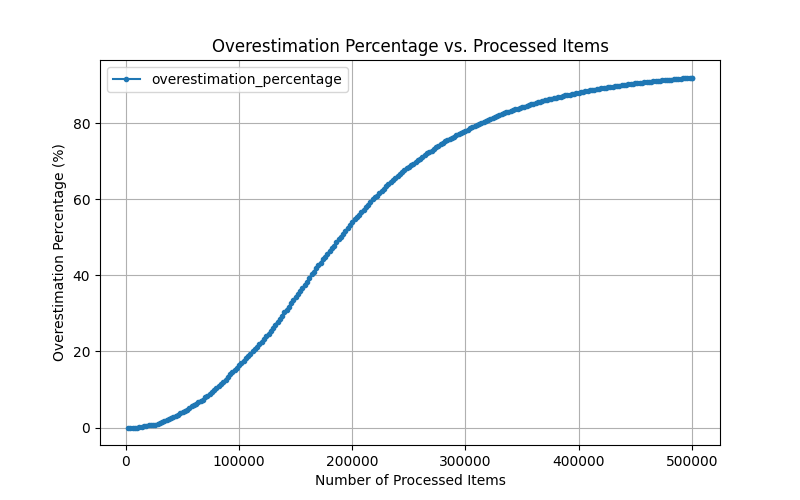 Overestimation Percentage vs. Processed Items
overestimation_percentage
Overestimation Percentage (%)
80
60
40
20
0
0 100000 200000 300000 400000 500000
Number of Processed Items